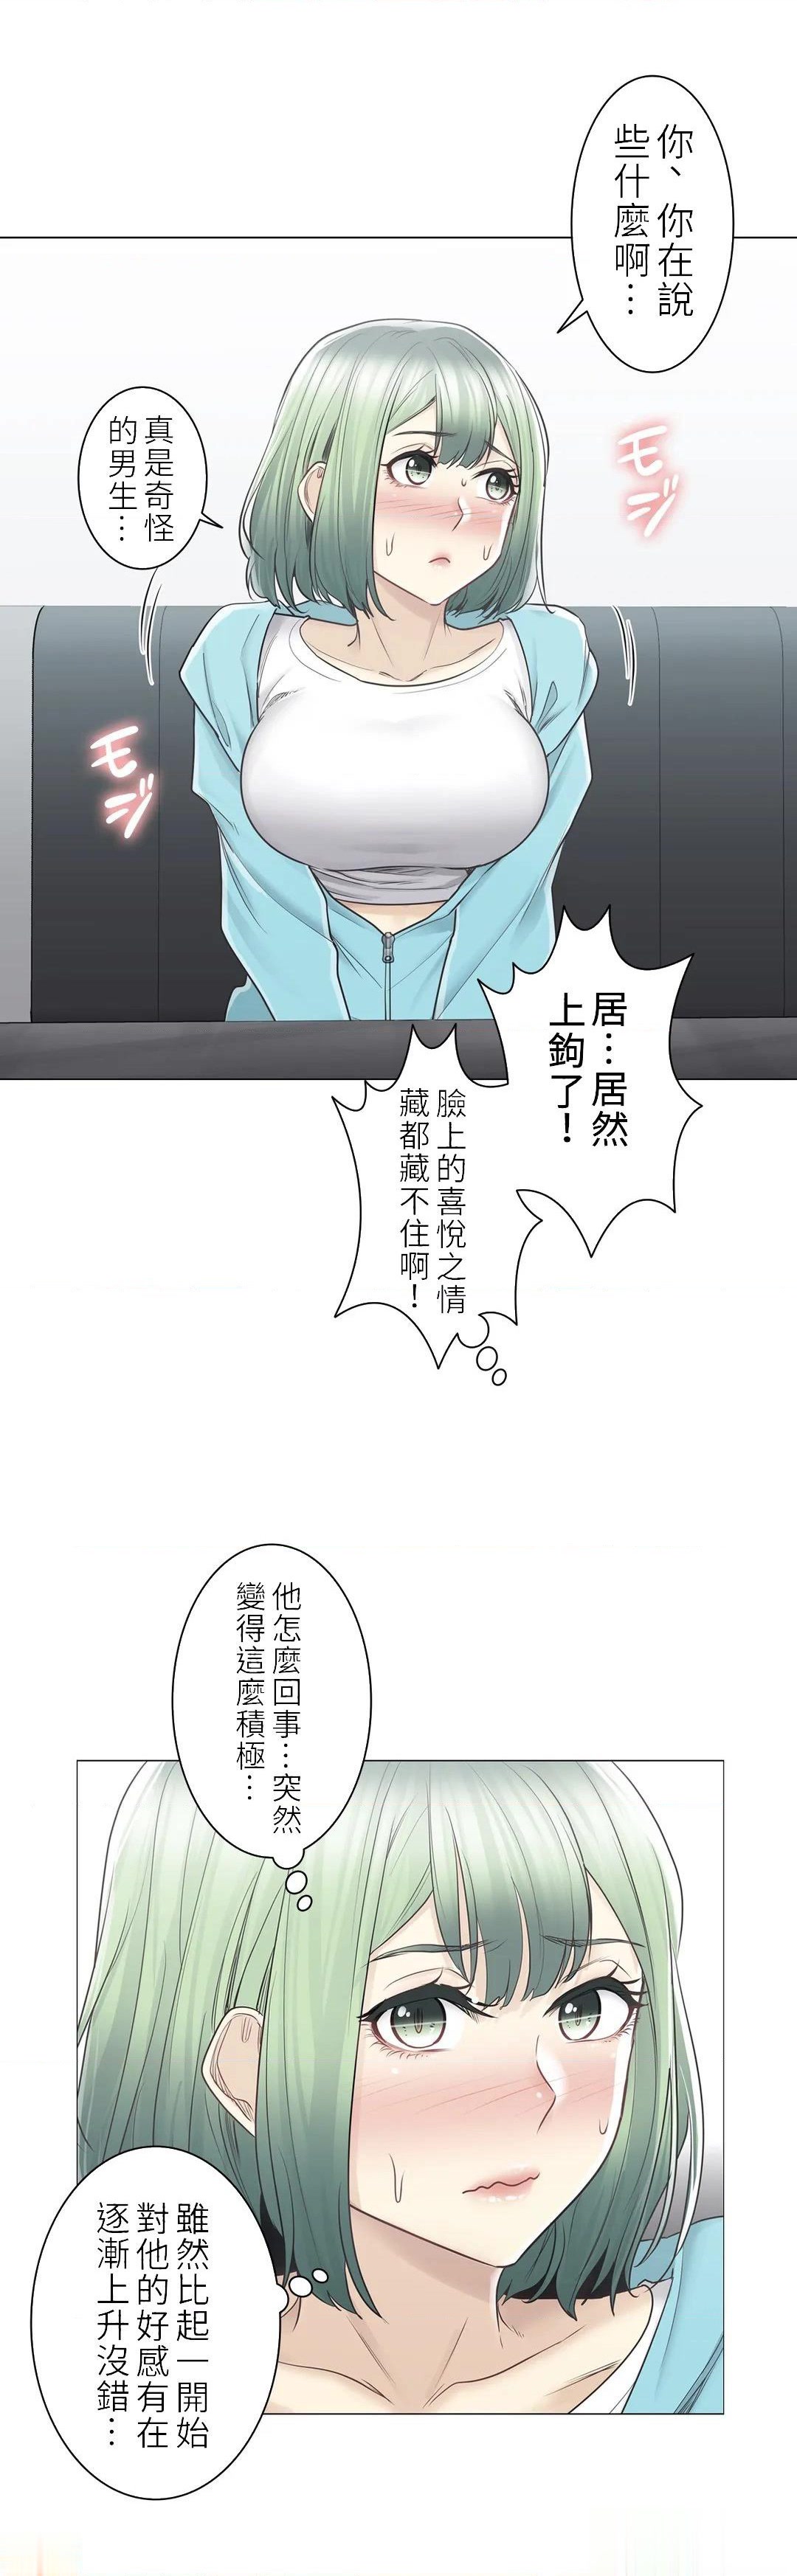 你、你在說
些什麼啊…
モジ
真是奇怪
的男生…
モジ
居…居然
上鉤了！
臉上的喜悅之情
藏都藏不住啊！
他怎麼回事…突然
變得這麼積極…
雖然比起一開始
對他的好感有在
逐漸上升沒錯…